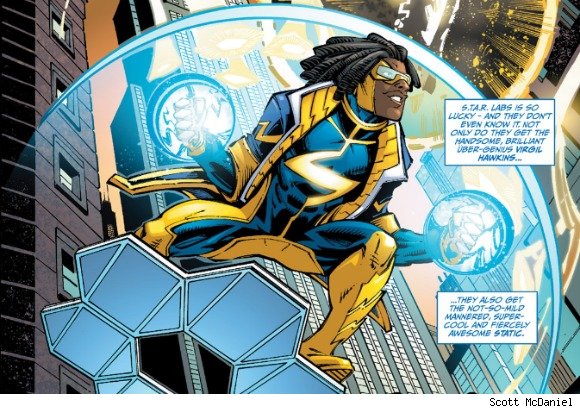 S.T.A.R. LABS IS SO
LUCKY - AND THEY DON'T
EVEN KNOW IT. NOT
ONLY DO THEY GET THE
HANDSOME, BRILLIANT
UBER-GENIUS VIRGIL
HAWKINS...
...THEY ALSO GET
THE NOT-SO-MILD
MANNERED, SUPER-
COOL AND FIERCELY
AWESOME STATIC.
Scott McDaniel